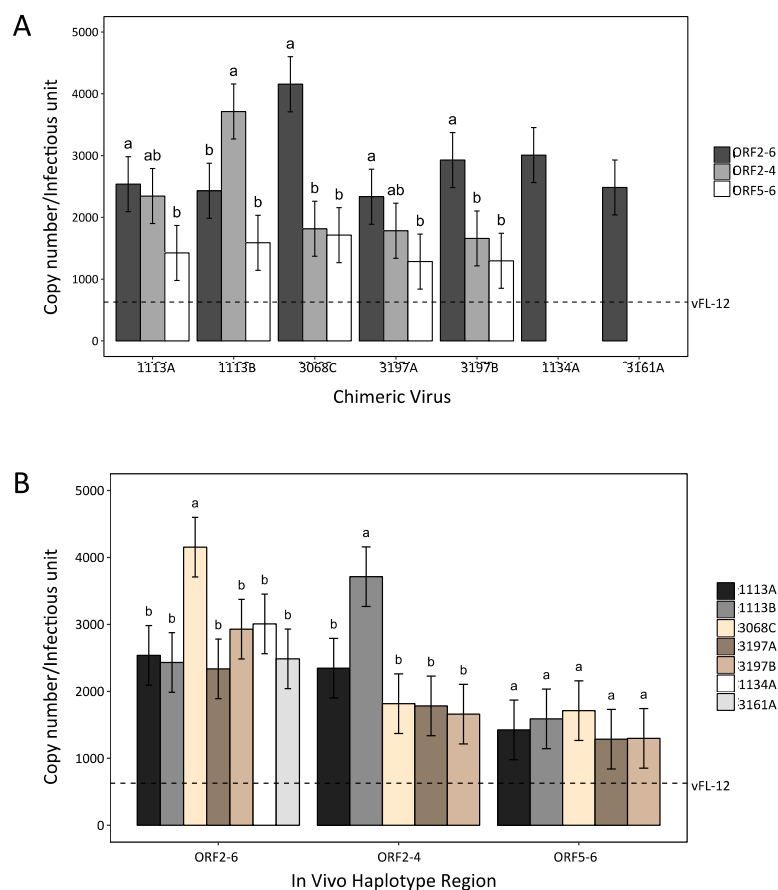 A
Copy number/Infectious unit
5000
4000
3000
2000
1000
0
a
ab
b
b
a
b
a
b
b
a
ab
b
a
b
b
vFL-12
1113A
1113B
3068C
3197A
3197B
1134A
3161A
Chimeric Virus
ORF2-6
ORF2-4
ORF5-6
B
Copy number/Infectious unit
5000
4000
3000
2000
1000
0
b
b
a
b
b
b
b
b
a
b
b
b
a
a
a
a
a
vFL-12
ORF2-6
ORF2-4
ORF5-6
In Vivo Haplotype Region
1113A
1113B
3068C
3197A
3197B
1134A
3161A